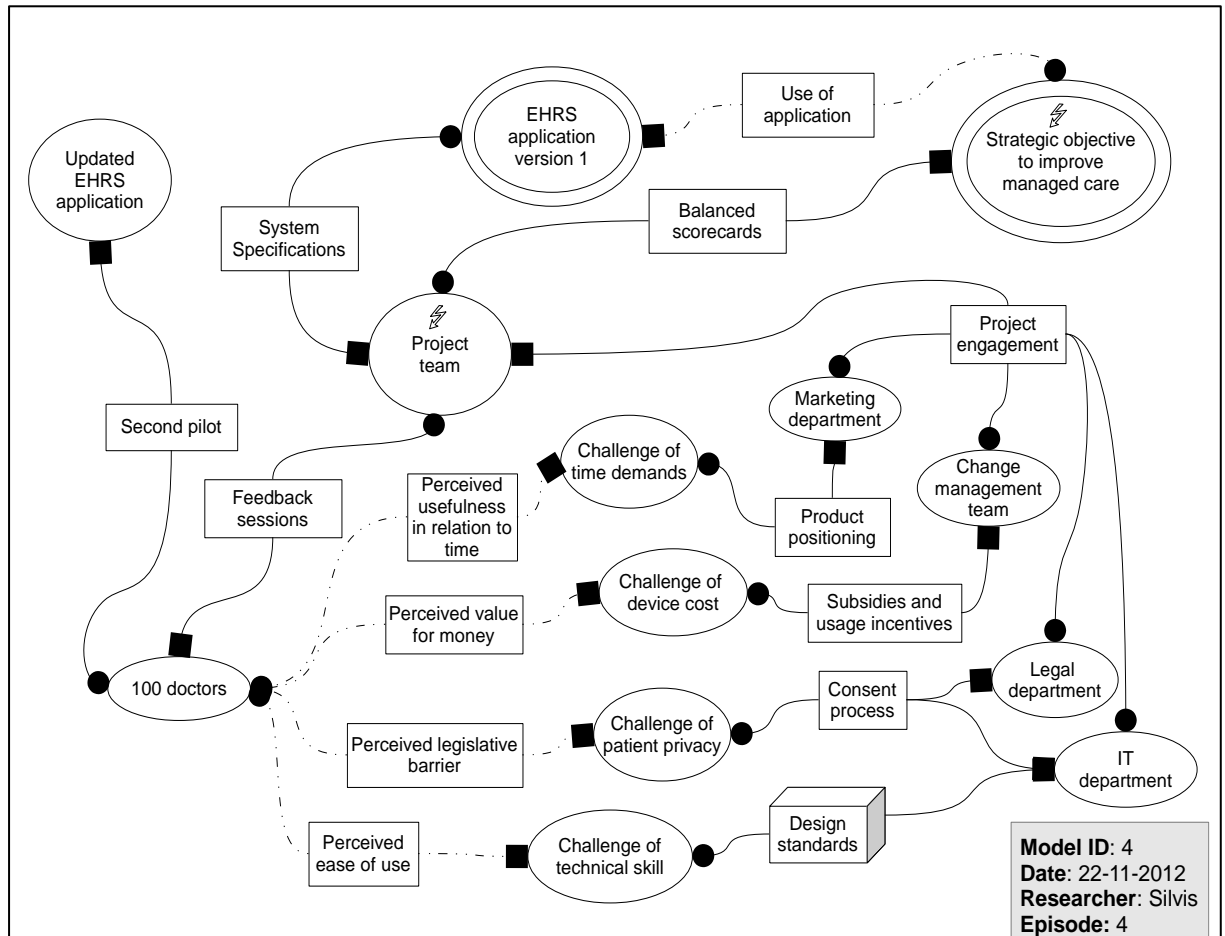 EHRS
application
version 1
Use of
application
Strategic objective
to improve
managed care
Updated
EHRS
application
System
Specifications
Balanced
scorecards
Project
team
Project
engagement
Marketing
department
Second pilot
Feedback
sessions
Perceived
usefulness
in relation to
time
Challenge of
time demands
Product
positioning
Change
management
team
Perceived value
for money
Challenge of
device cost
Subsidies and
usage incentives
100 doctors
Legal
department
Perceived legislative
barrier
Challenge of
patient privacy
Consent
process
IT
department
Perceived
ease of use
Challenge of
technical skill
Design
standards
Model ID: 4
Date: 22-11-2012
Researcher: Silvis
Episode: 4